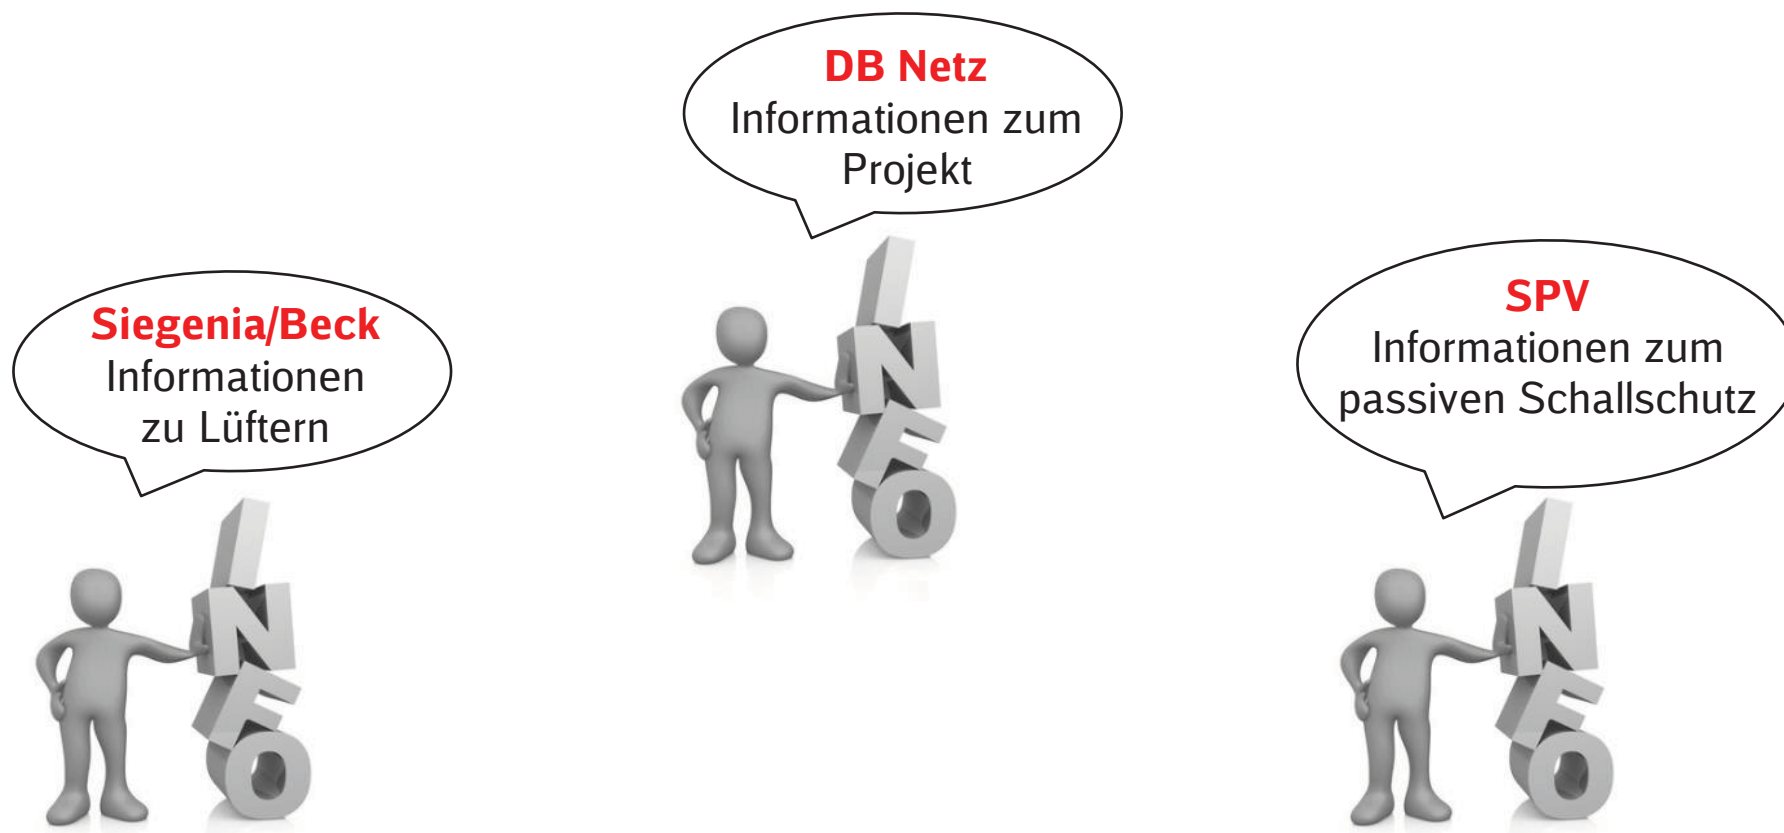 DB Netz
Informationen zum
Projekt
INFO
Siegenia/Beck
Informationen
zu Lüftern
INFO
SPV
Informationen zum
passiven Schallschutz
INFO